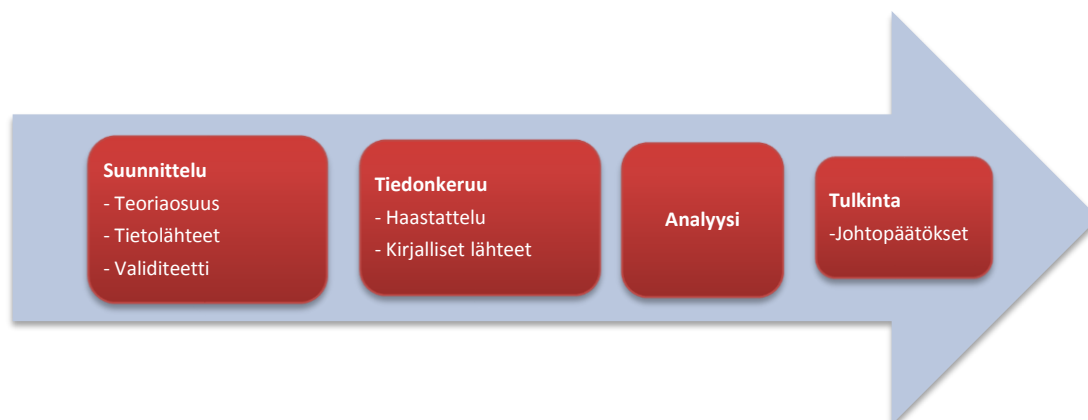 Suunnittelu
- Teoriaosuus
- Tietolähteet
- Validiteetti
Tiedonkeruu
- Haastattelu
- Kirjalliset lähteet
Analyysi
Tulkinta
-Johtopäätökset